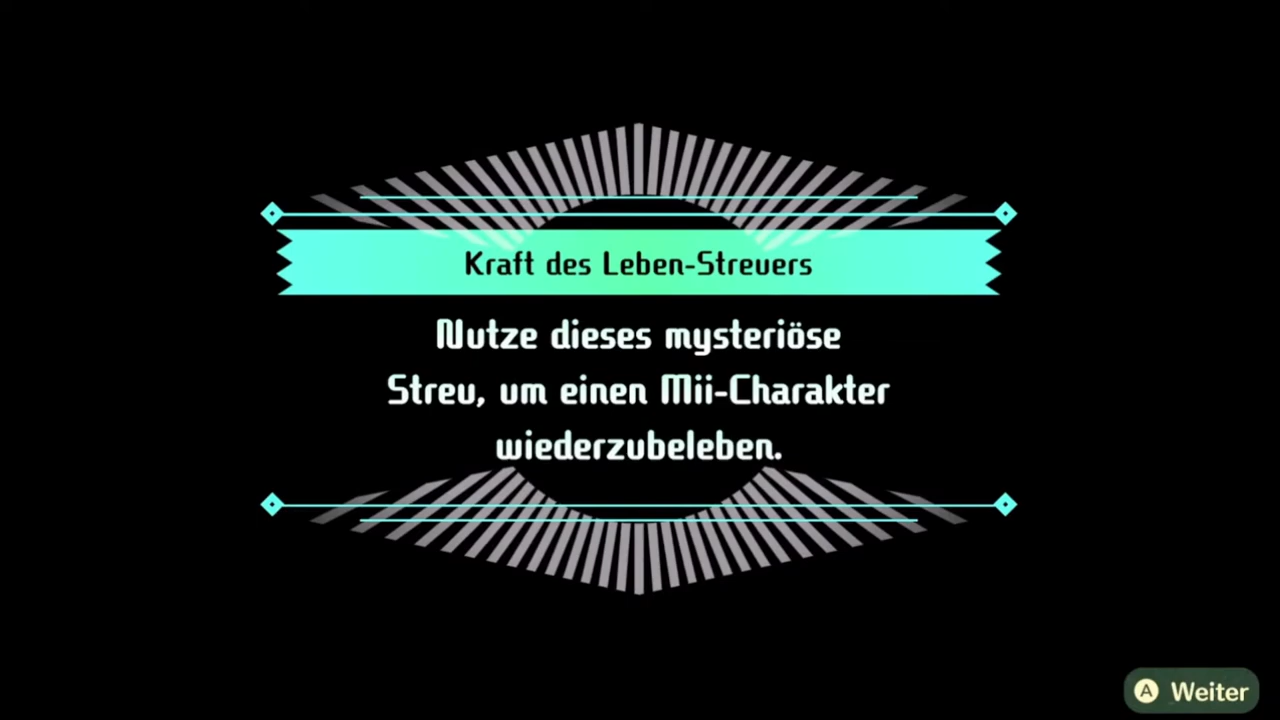 Kraft des Leben-Streuers
Nutze dieses mysteriöse
Streu, um einen Mii-Charakter
wiederzubeleben.
A Weiter